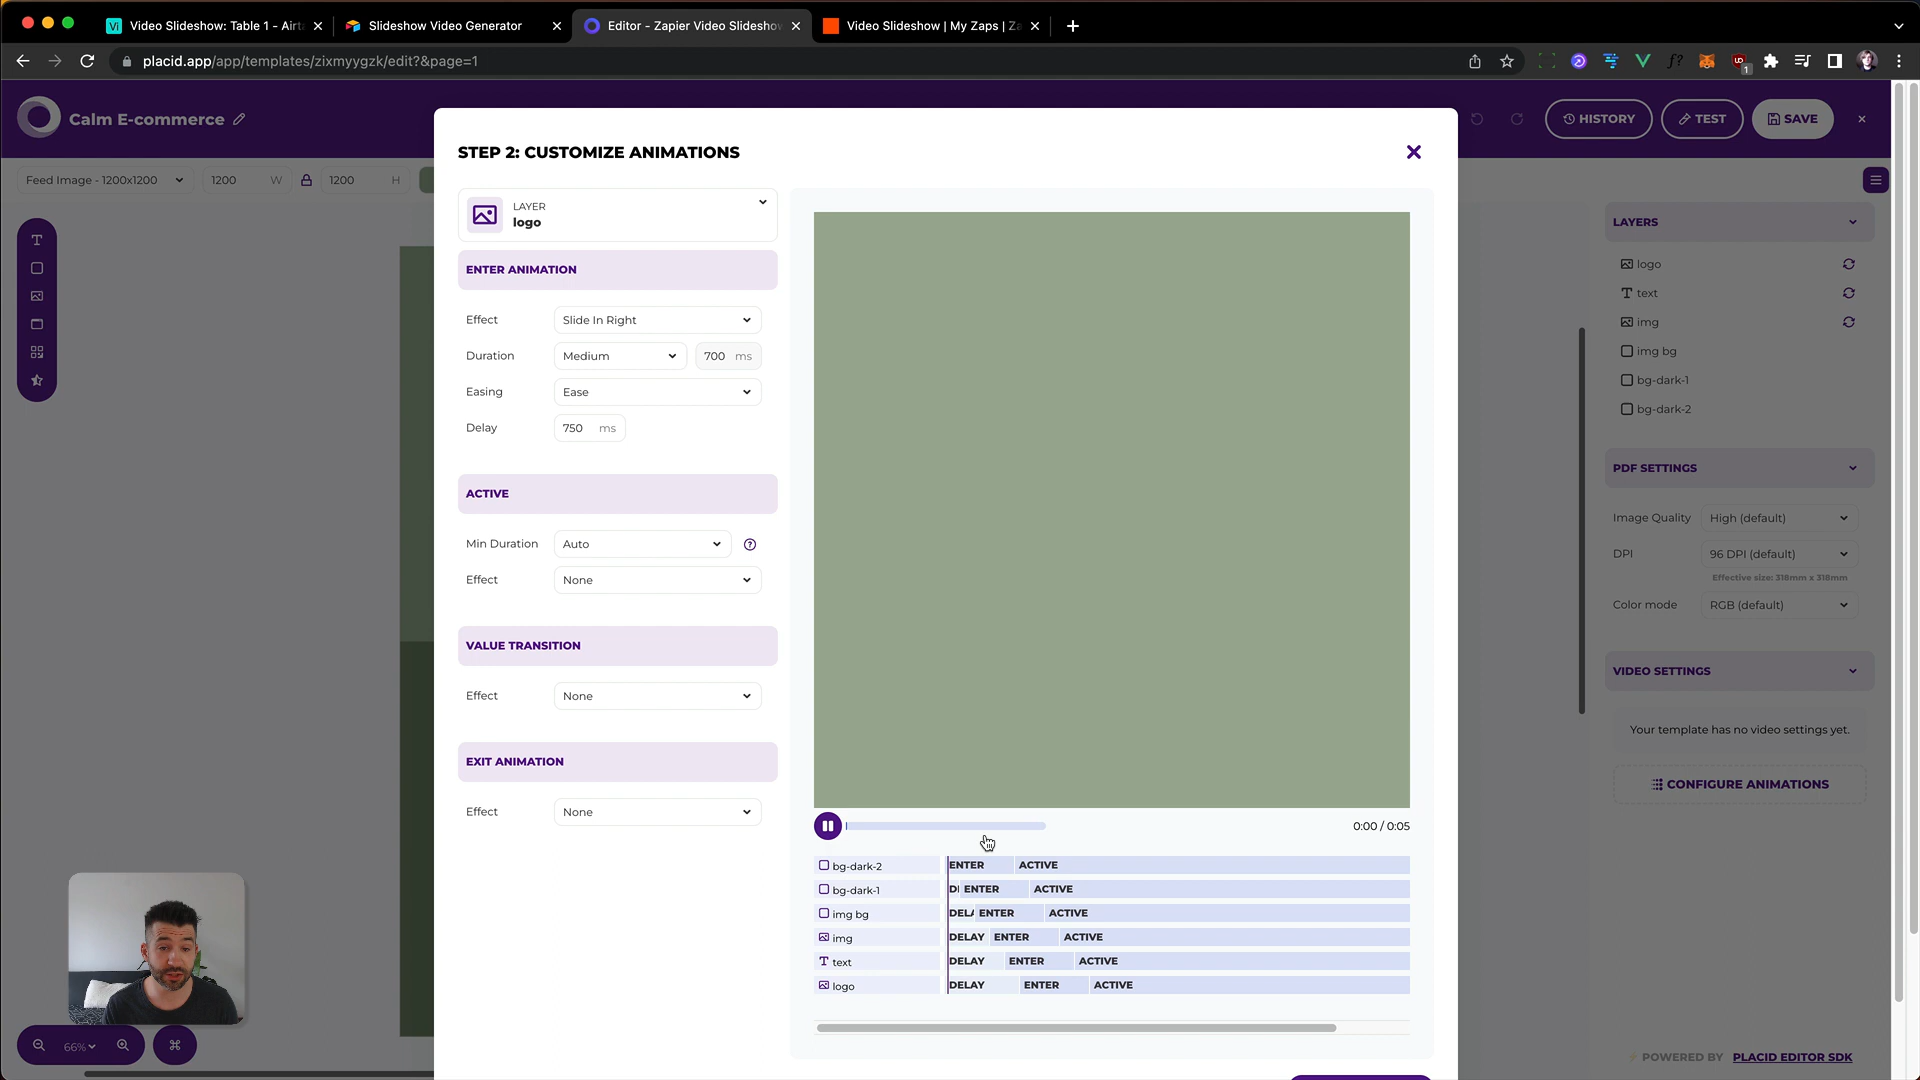 Video Slideshow: Table 1 - Airta
Slideshow Video Generator
Editor - Zapier Video Slideshow
Video Slideshow | My Zaps | Za
placid.app/app/templates/zixmyygzk/edit?&page=1
f?
UD
1
Calm E-commerce
HISTORY
TEST
SAVE
Feed Image - 1200x1200
1200 W
1200 H
STEP 2: CUSTOMIZE ANIMATIONS
LAYER
logo
ENTER ANIMATION
Effect Slide In Right
Duration Medium 700 ms
Easing Ease
Delay 750 ms
ACTIVE
Min Duration Auto
Effect None
VALUE TRANSITION
Effect None
EXIT ANIMATION
Effect None
0:00 / 0:05
bg-dark-2 ENTER ACTIVE
bg-dark-1 DI ENTER ACTIVE
img bg DELA ENTER ACTIVE
img DELAY ENTER ACTIVE
text DELAY ENTER ACTIVE
logo DELAY ENTER ACTIVE
LAYERS
logo
text
img
img bg
bg-dark-1
bg-dark-2
PDF SETTINGS
Image Quality High (default)
DPI 96 DPI (default)
Effective size: 318mm x 318mm
Color mode RGB (default)
VIDEO SETTINGS
Your template has no video settings yet.
CONFIGURE ANIMATIONS
66%
POWERED BY PLACID EDITOR SDK